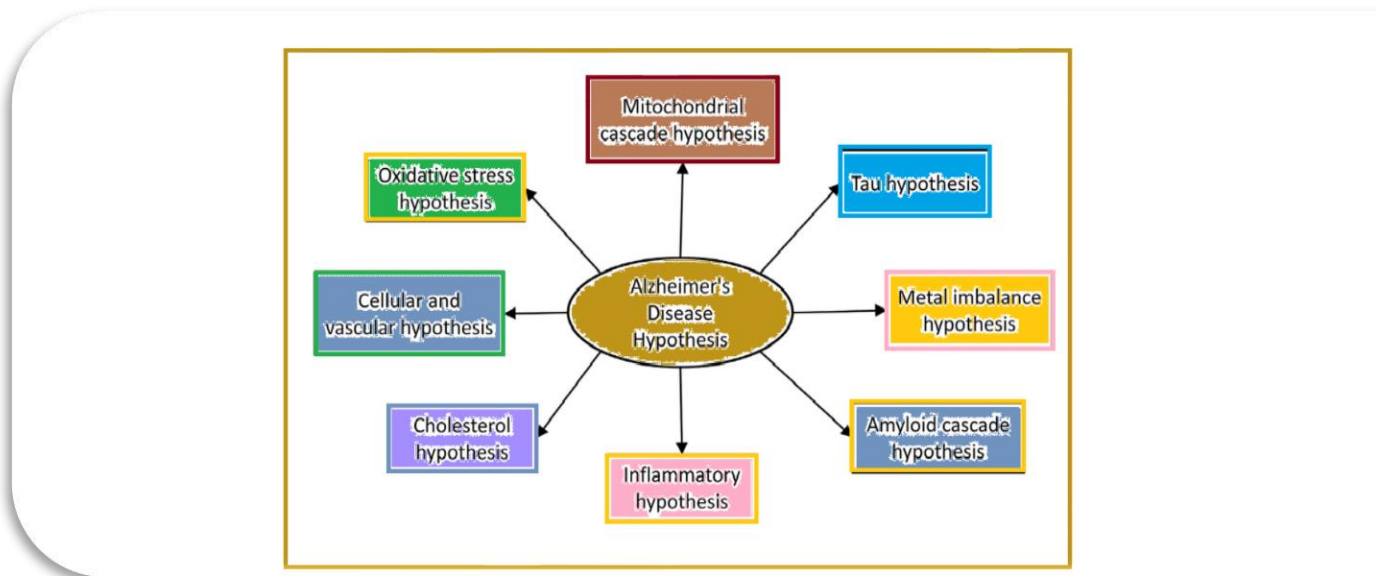 Mitochondrial
cascade hypothesis
Oxidative stress
hypothesis
Tau hypothesis
Cellular and
vascular hypothesis
Alzheimer's
Disease
Hypothesis
Metal imbalance
hypothesis
Cholesterol
hypothesis
Inflammatory
hypothesis
Amyloid cascade
hypothesis